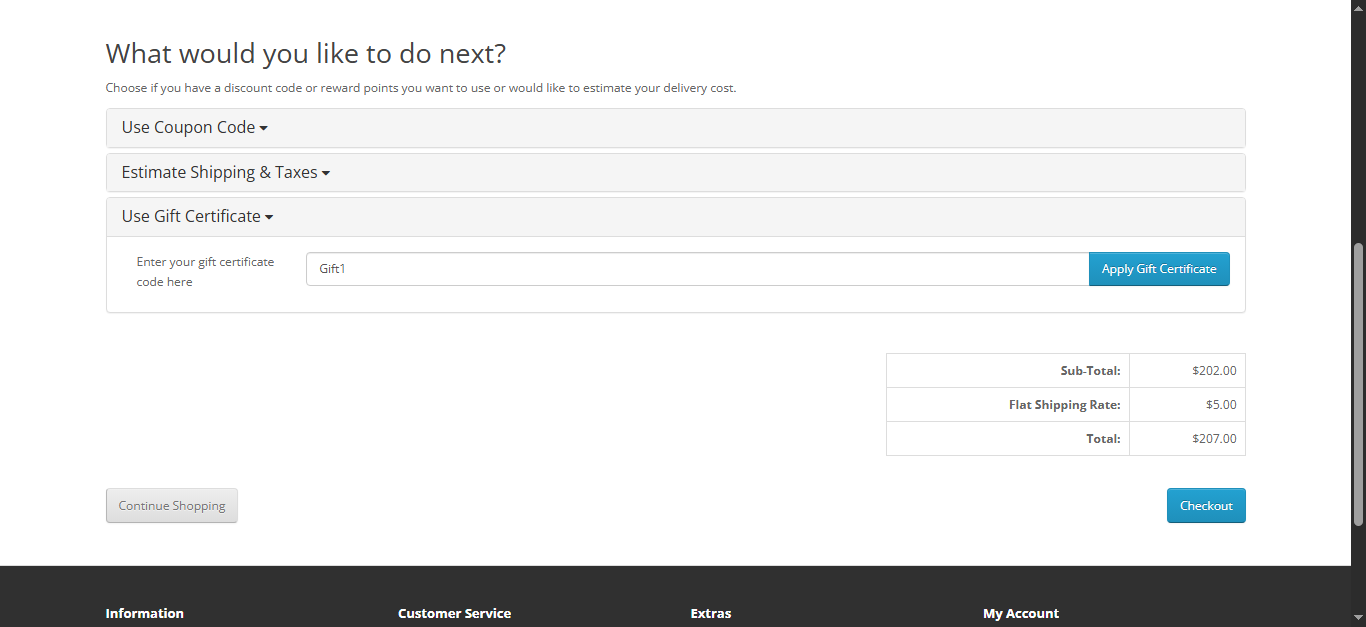 What would you like to do next?
Choose if you have a discount code or reward points you want to use or would like to estimate your delivery cost.
Use Coupon Code
Estimate Shipping & Taxes
Use Gift Certificate
Enter your gift certificate
code here
Gift1
Apply Gift Certificate
Sub-Total: $202.00
Flat Shipping Rate: $5.00
Total: $207.00
Continue Shopping
Checkout
Information Customer Service Extras My Account